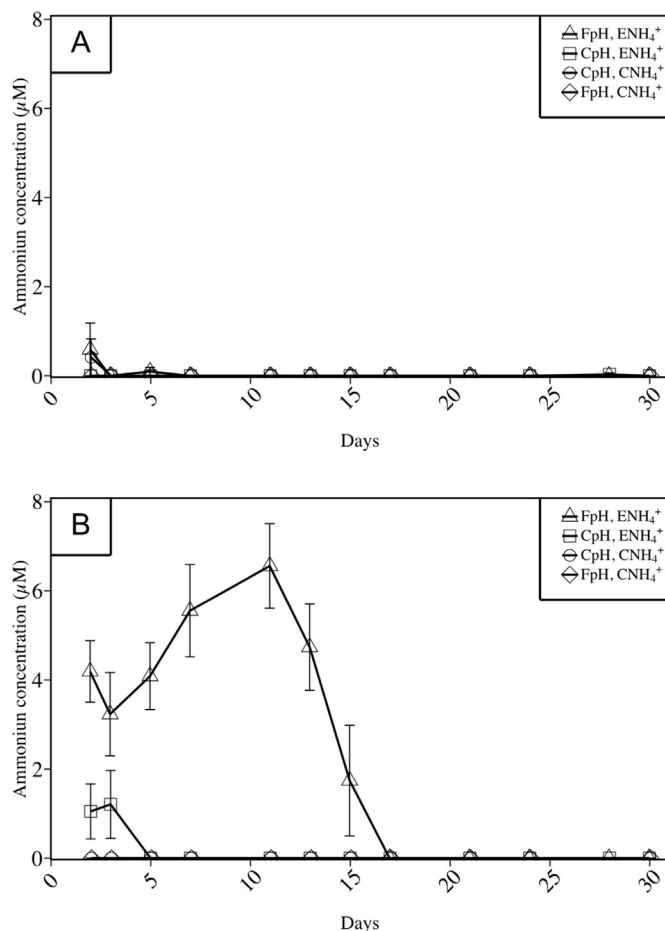 A
FpH, ENH₄⁺
CpH, ENH₄⁺
CpH, CNH₄⁺
FpH, CNH₄⁺
Ammoniun concentration (µM)
8
6
4
2
0
0 5 10 15 20 25 30
Days
B
FpH, ENH₄⁺
CpH, ENH₄⁺
CpH, CNH₄⁺
FpH, CNH₄⁺
Ammoniun concentration (µM)
8
6
4
2
0
0 5 10 15 20 25 30
Days